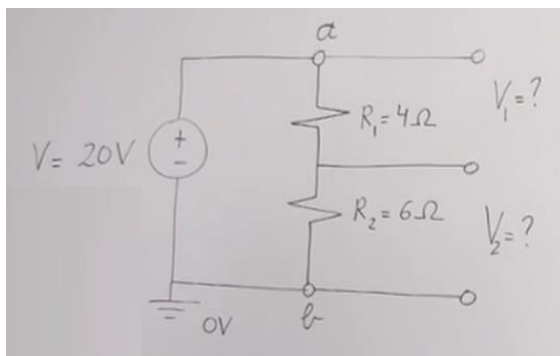 a
V₁=?
R₁=4Ω
V= 20V
+
-
R₂=6Ω
V₂=?
0V
b